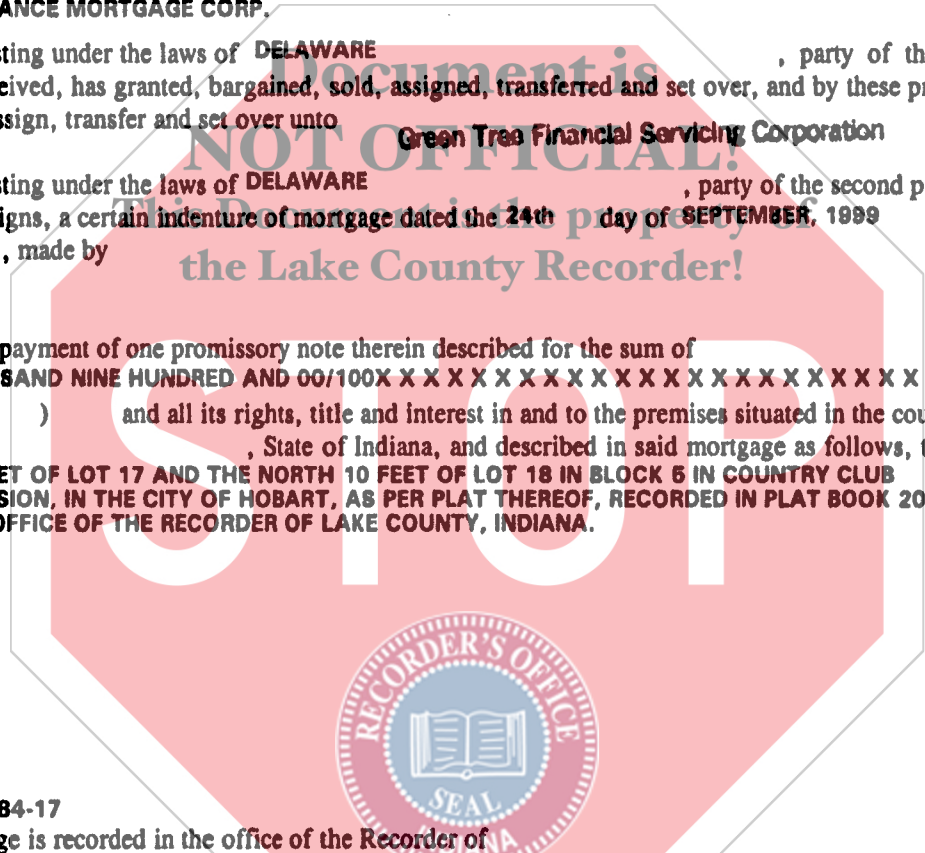 ANCE MORTGAGE CORP.
ting under the laws of DELAWARE , party of th
Document is
eived, has granted, bargained, sold, assigned, transferred and set over, and by these pr
ssign, transfer and set over unto
Green Tree Financial Servicing Corporation
NOT OFFICIAL!
ting under the laws of DELAWARE , party of the second p
This Document is the property of
igns, a certain indenture of mortgage dated the 24th day of SEPTEMBER, 1999
, made by
the Lake County Recorder!
payment of one promissory note therein described for the sum of
SAND NINE HUNDRED AND 00/100X X X X X X X X X X X X X X X X X X X X X X X
) and all its rights, title and interest in and to the premises situated in the cou
, State of Indiana, and described in said mortgage as follows, t
ET OF LOT 17 AND THE NORTH 10 FEET OF LOT 18 IN BLOCK 5 IN COUNTRY CLUB
SION, IN THE CITY OF HOBART, AS PER PLAT THEREOF, RECORDED IN PLAT BOOK 20
OFFICE OF THE RECORDER OF LAKE COUNTY, INDIANA.
STOP
RECORDER'S OFFICE
SEAL
INDIANA
84-17
ge is recorded in the office of the Recorder of